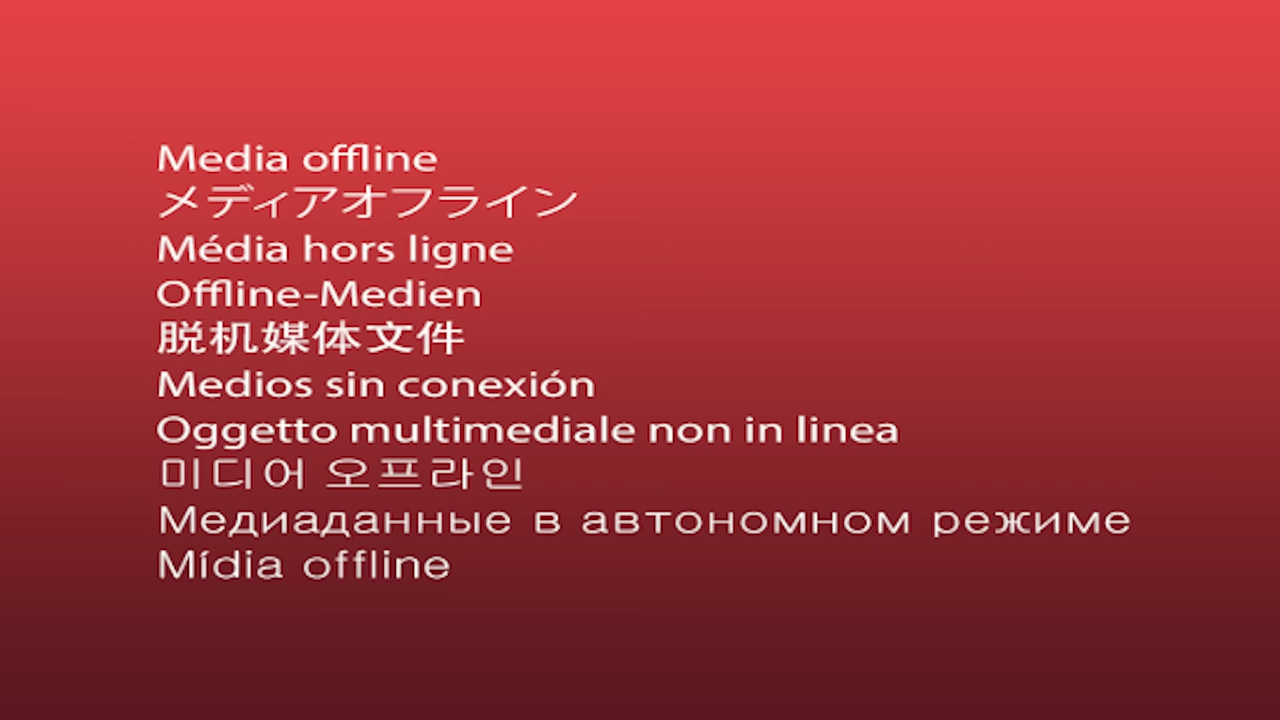 Media offline
メディアオフライン
Média hors ligne
Offline-Medien
脱机媒体文件
Medios sin conexión
Oggetto multimediale non in linea
미디어 오프라인
Медиаданные в автономном режиме
Mídia offline